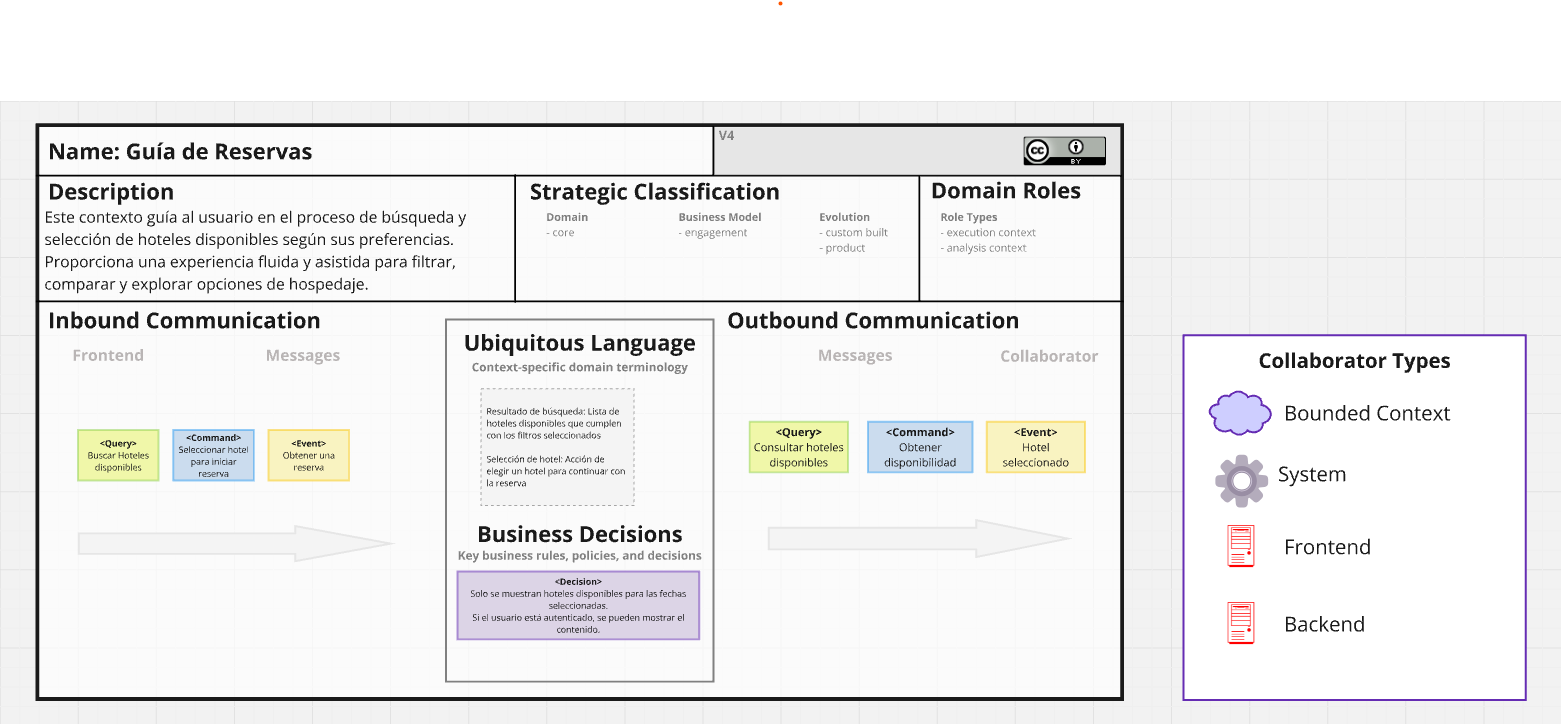 V4
Name: Guía de Reservas
cc
BY
Description
Este contexto guía al usuario en el proceso de búsqueda y
selección de hoteles disponibles según sus preferencias.
Proporciona una experiencia fluida y asistida para filtrar,
comparar y explorar opciones de hospedaje.
Strategic Classification
Domain
- core
Business Model
- engagement
Evolution
- custom built
- product
Domain Roles
Role Types
- execution context
- analysis context
Inbound Communication
Frontend
Messages
<Query>
Buscar Hoteles
disponibles
<Command>
Seleccionar hotel
para iniciar
reserva
<Event>
Obtener una
reserva
Ubiquitous Language
Context-specific domain terminology
Resultado de búsqueda: Lista de
hoteles disponibles que cumplen
con los filtros seleccionados
Selección de hotel: Acción de
elegir un hotel para continuar con
la reserva
Business Decisions
Key business rules, policies, and decisions
<Decision>
Solo se muestran hoteles disponibles para las fechas
seleccionadas.
Si el usuario está autenticado, se pueden mostrar el
contenido.
Outbound Communication
Messages
Collaborator
<Query>
Consultar hoteles
disponibles
<Command>
Obtener
disponibilidad
<Event>
Hotel
seleccionado
Collaborator Types
Bounded Context
System
Frontend
Backend